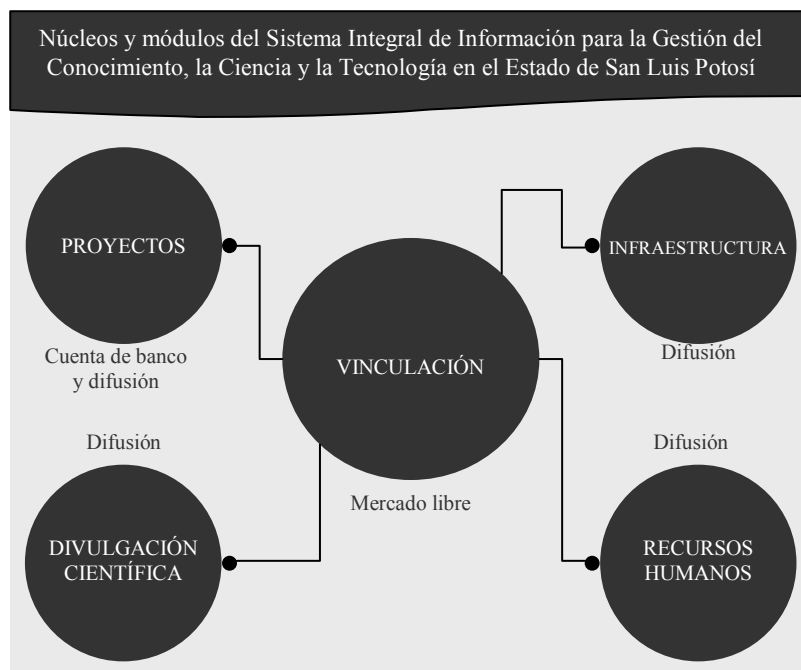 Núcleos y módulos del Sistema Integral de Información para la Gestión del
Conocimiento, la Ciencia y la Tecnología en el Estado de San Luis Potosí
PROYECTOS
Cuenta de banco
y difusión
INFRAESTRUCTURA
Difusión
VINCULACIÓN
Mercado libre
Difusión
DIVULGACIÓN
CIENTÍFICA
Difusión
RECURSOS
HUMANOS